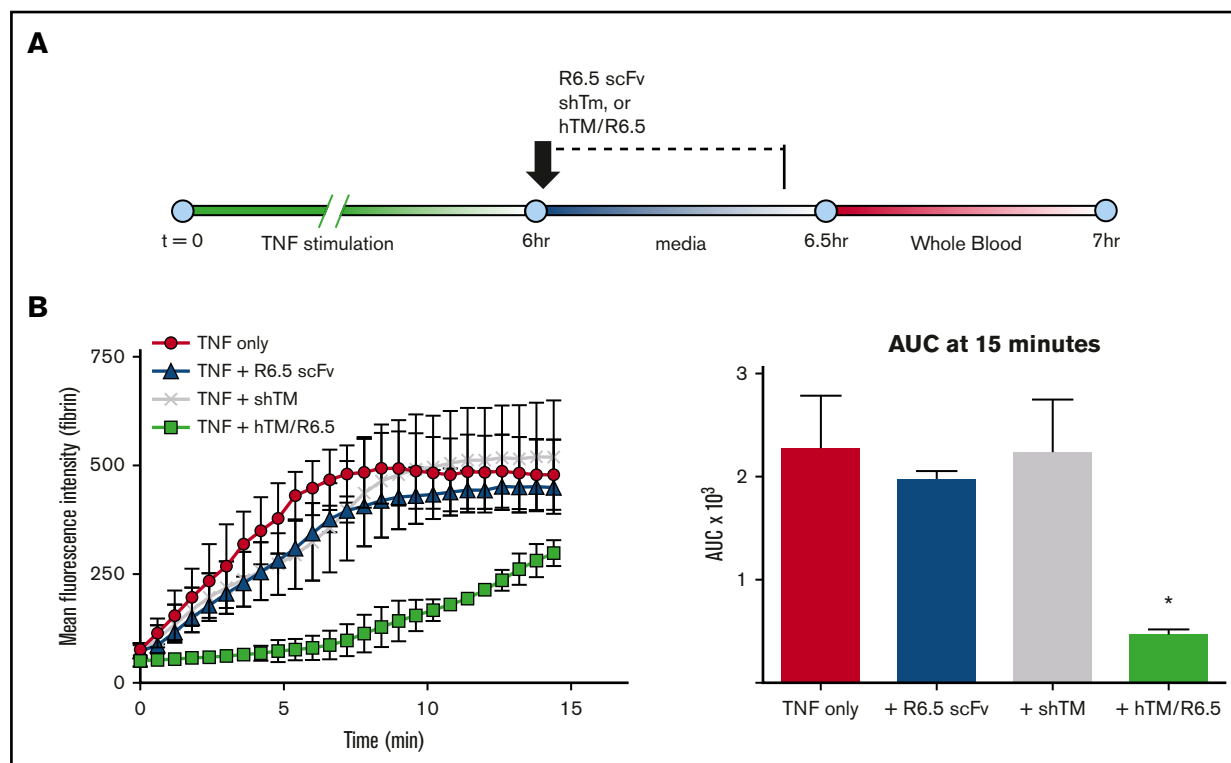 A
R6.5 scFv
shTm, or
hTM/R6.5
t = 0
TNF stimulation
6hr
media
6.5hr
Whole Blood
7hr
B
TNF only
TNF + R6.5 scFv
TNF + shTM
TNF + hTM/R6.5
Mean fluorescence intensity (fibrin)
750
500
250
0
0
5
10
15
Time (min)
AUC at 15 minutes
AUC x 10³
3
2
1
*
TNF only
+ R6.5 scFv
+ shTM
+ hTM/R6.5